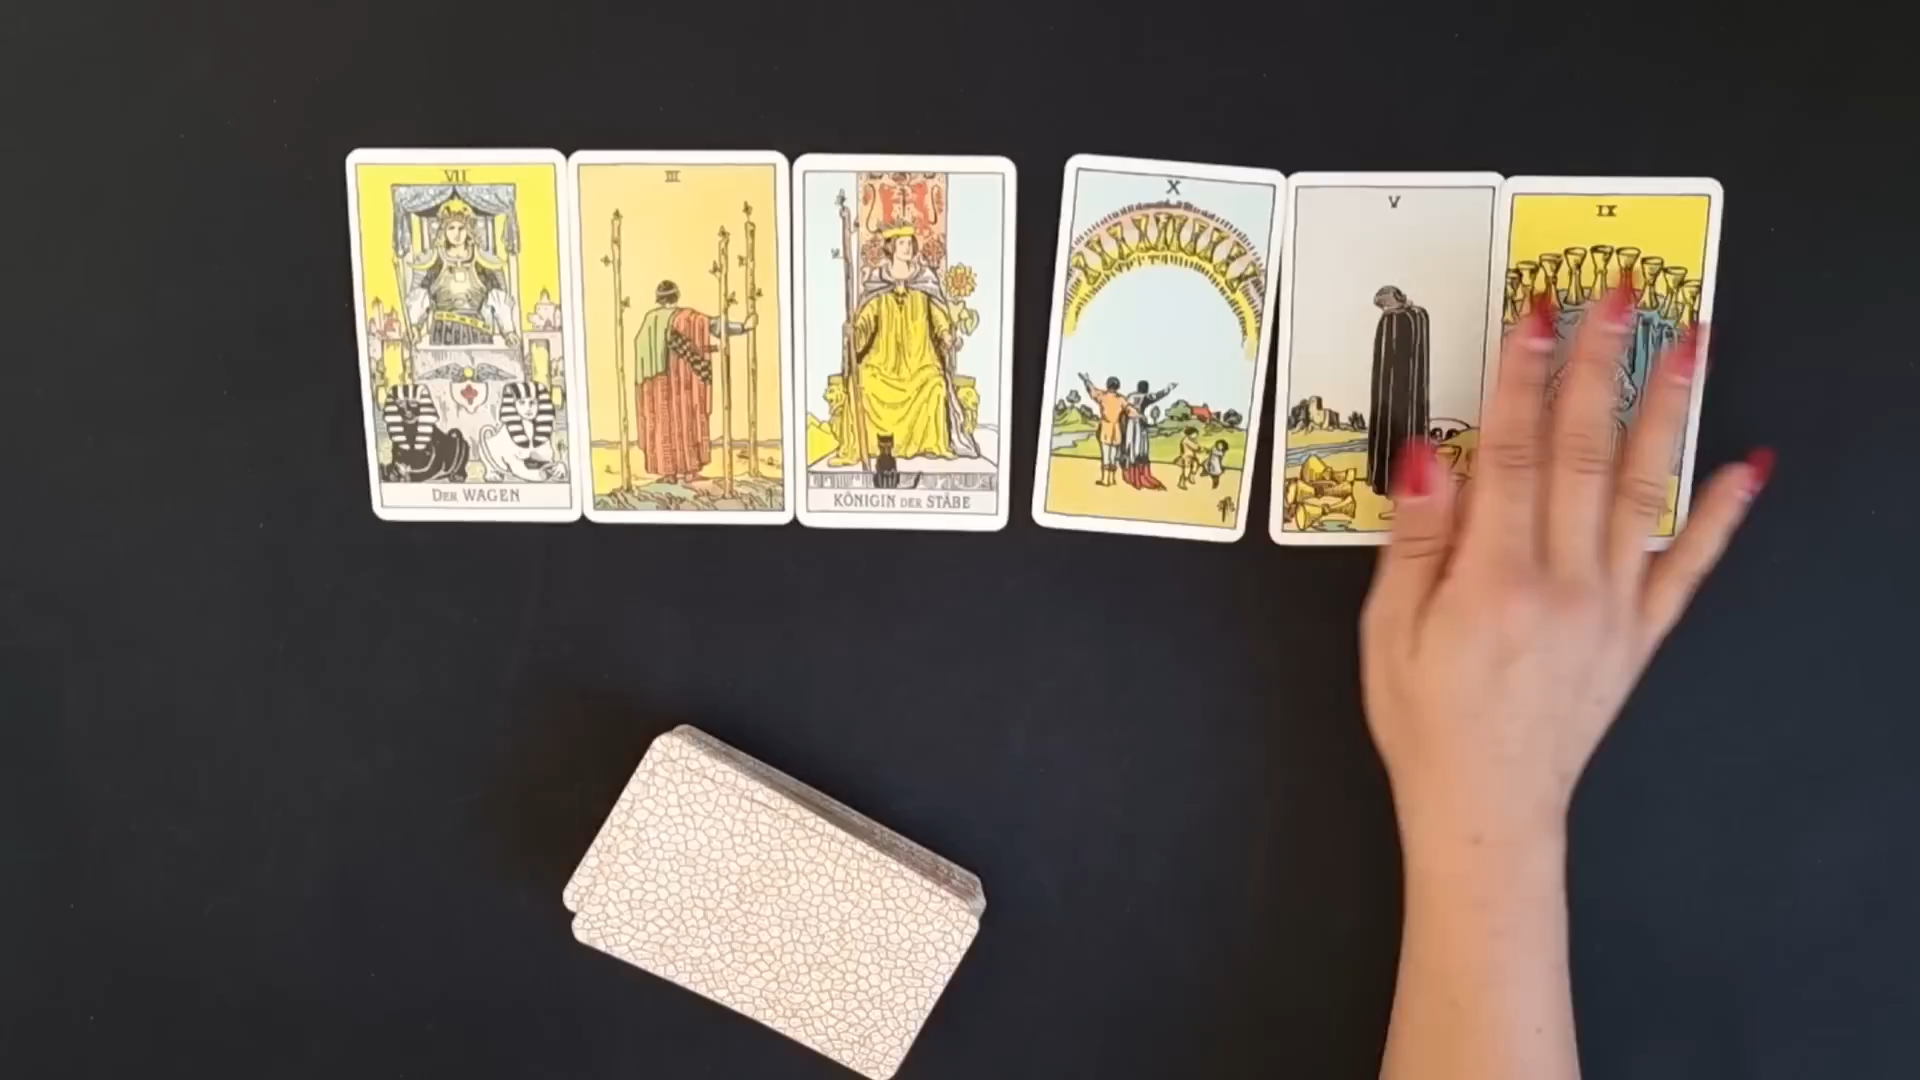 VII
III
X
V
IX
DER WAGEN
KÖNIGIN DER STÄBE